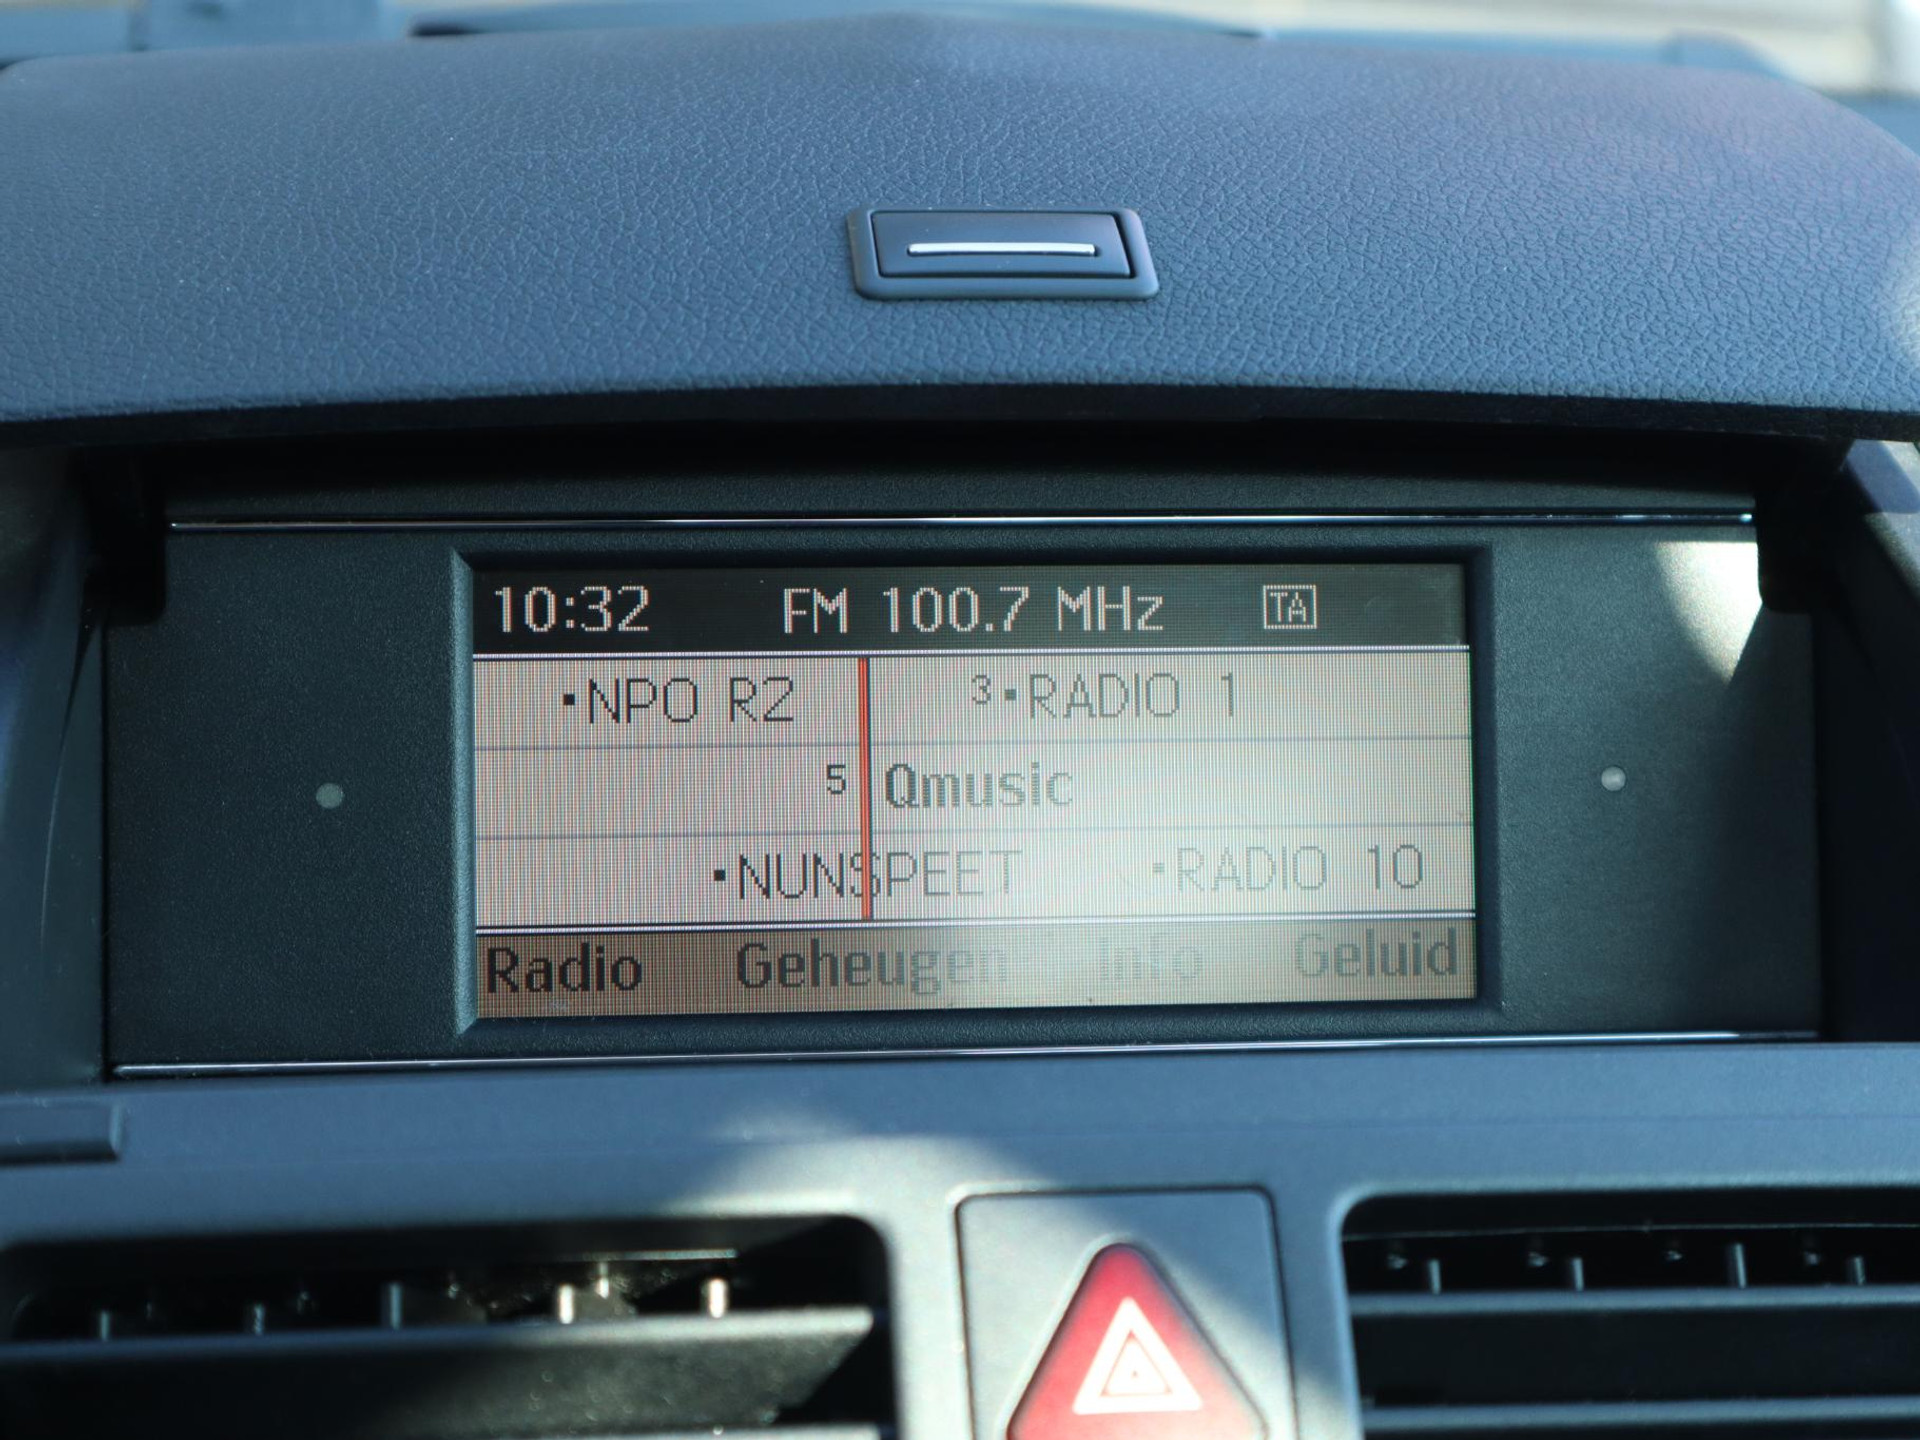 10:32 FM 100.7 MHz TA
·NPO R2 3·RADIO 1
5 Qmusic
·NUNSPEET ·RADIO 10
Radio Geheugen Info Geluid